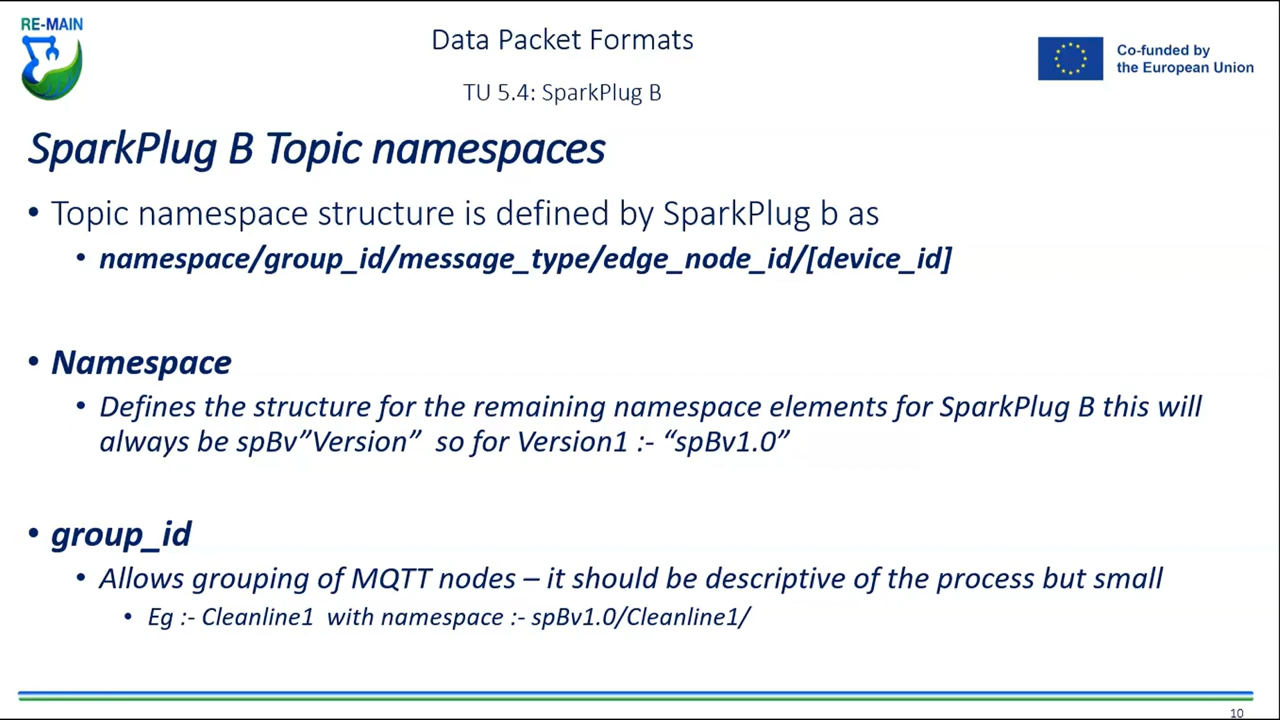 RE-MAIN
Data Packet Formats
Co-funded by
the European Union
TU 5.4: SparkPlug B
SparkPlug B Topic namespaces
• Topic namespace structure is defined by SparkPlug b as
• namespace/group_id/message_type/edge_node_id/[device_id]
• Namespace
• Defines the structure for the remaining namespace elements for SparkPlug B this will
always be spBv”Version”  so for Version1 :- “spBv1.0”
• group_id
• Allows grouping of MQTT nodes – it should be descriptive of the process but small
• Eg :- Cleanline1  with namespace :- spBv1.0/Cleanline1/
10